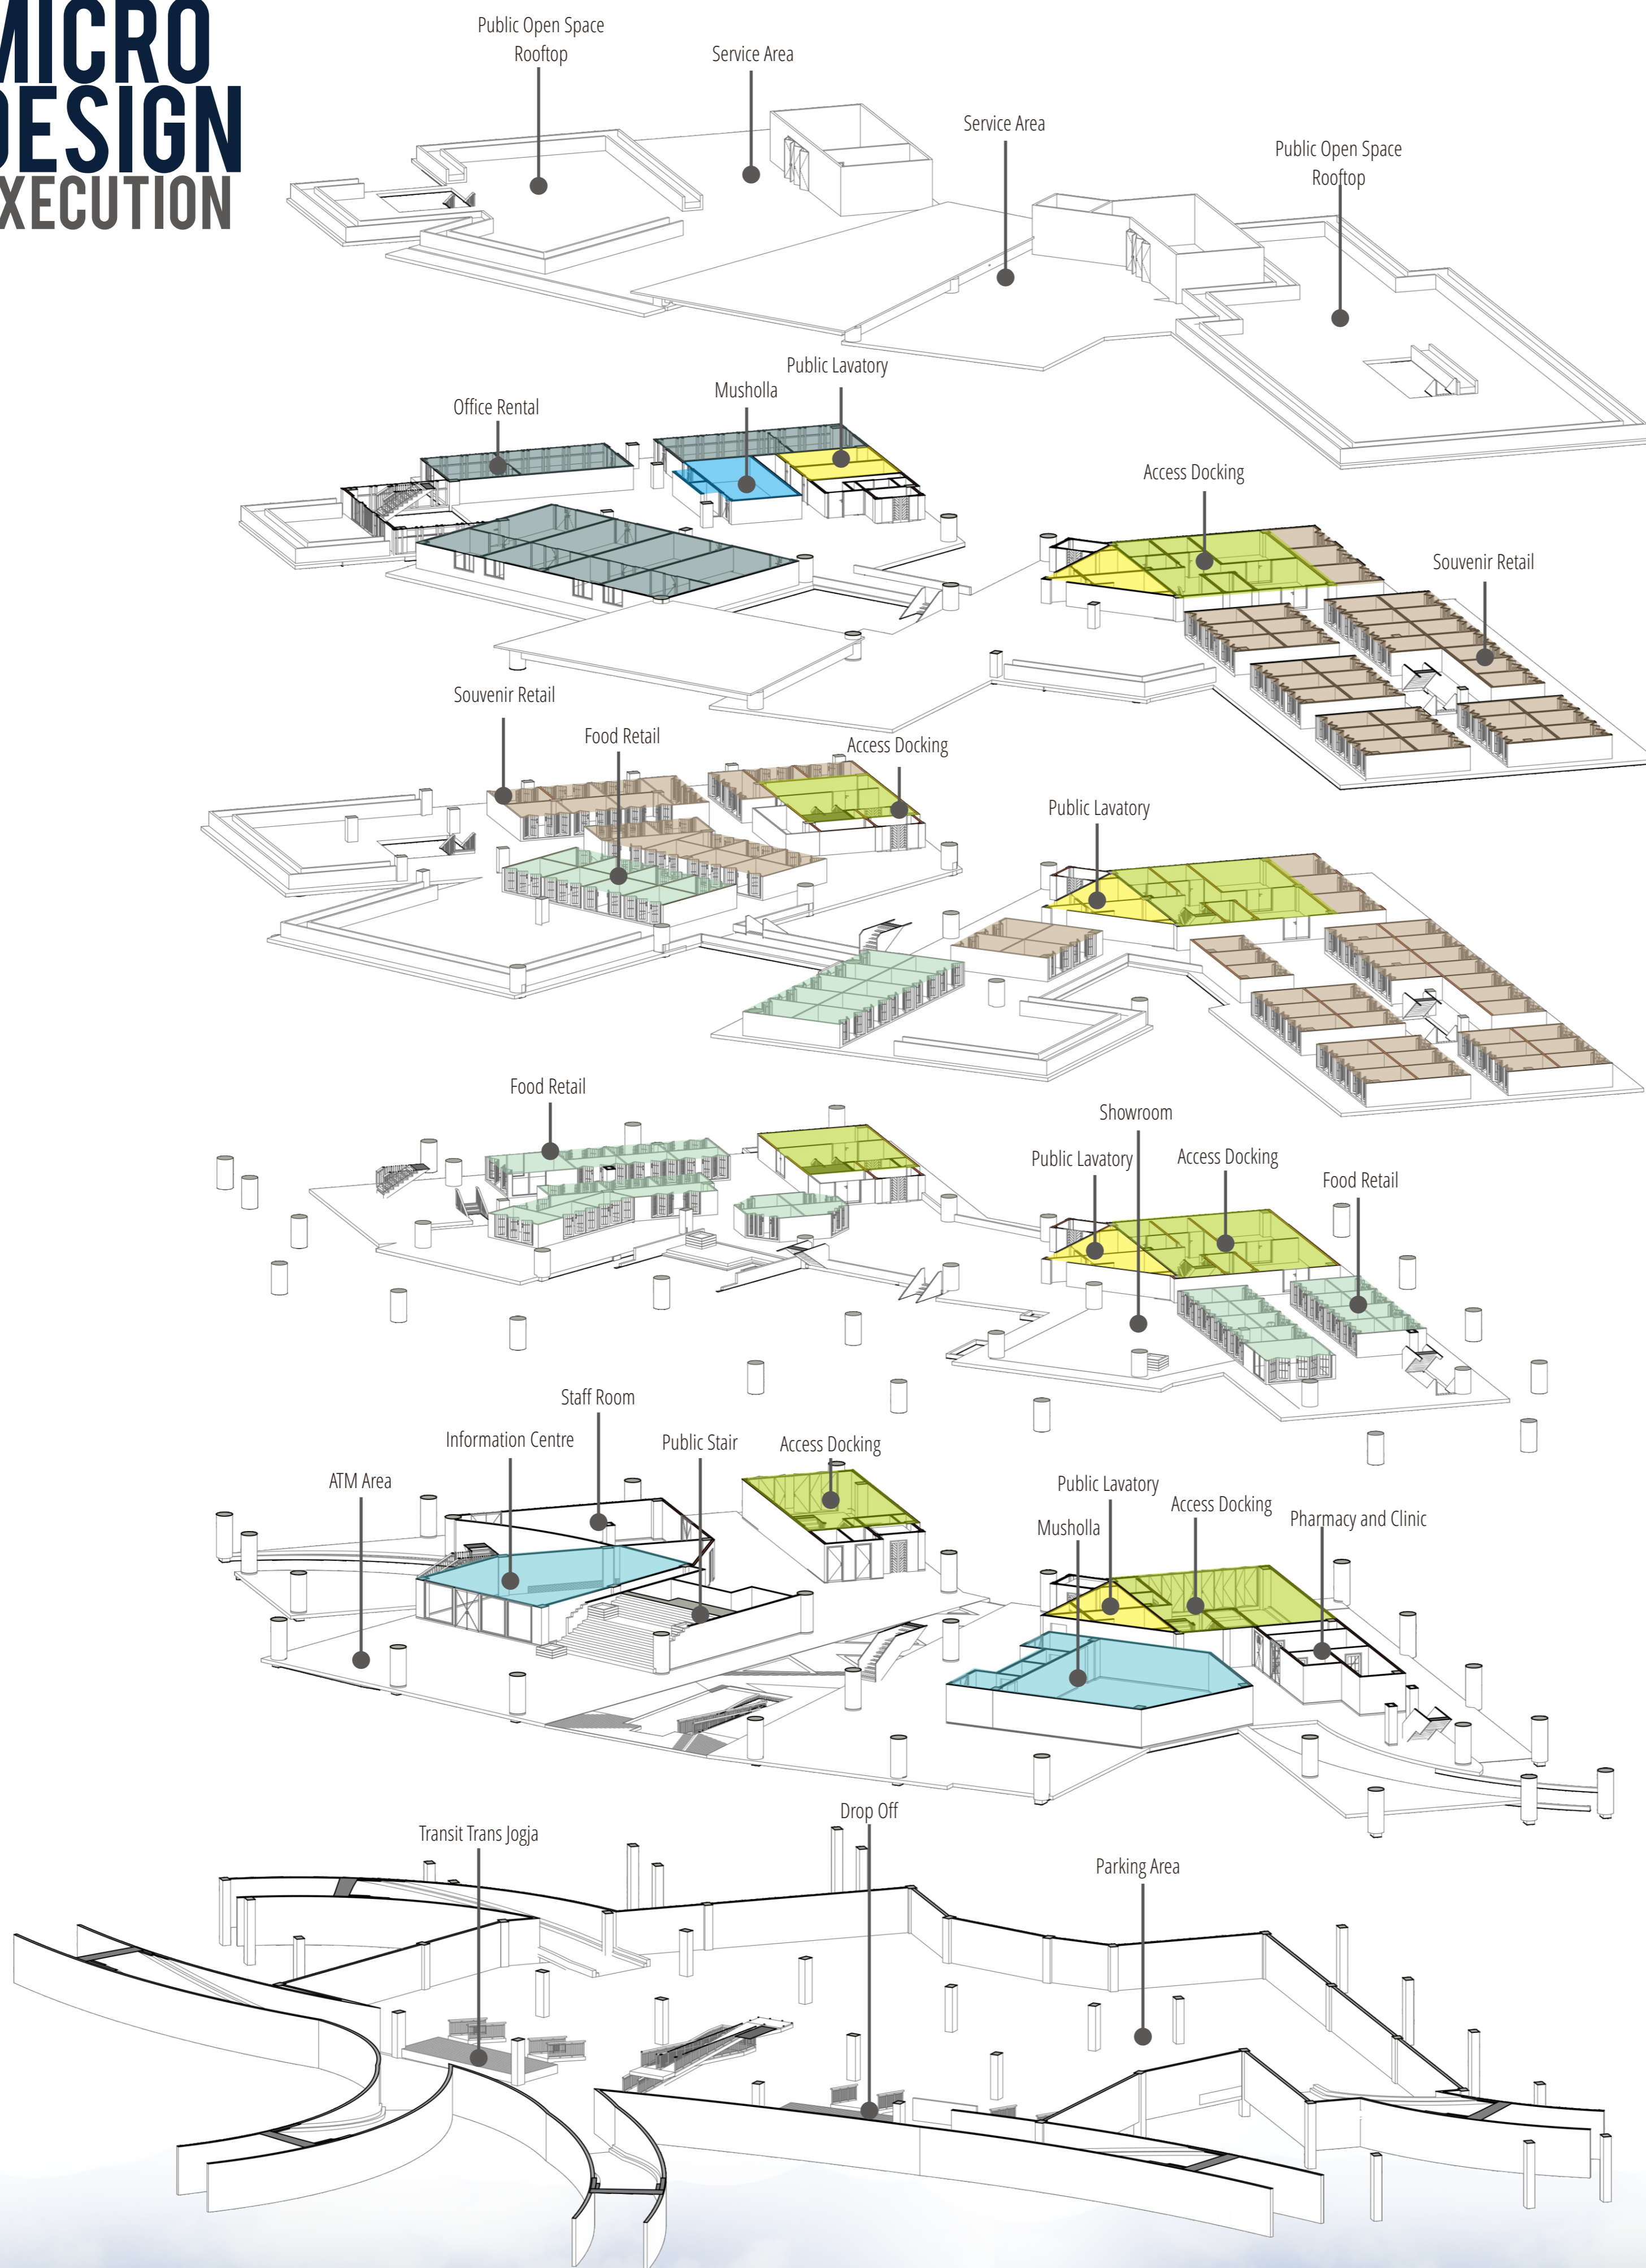 MICRO
DESIGN
EXECUTION
Public Open Space
Rooftop
Service Area
Service Area
Public Open Space
Rooftop
Public Lavatory
Musholla
Office Rental
Access Docking
Souvenir Retail
Souvenir Retail
Food Retail
Access Docking
Public Lavatory
Food Retail
Showroom
Public Lavatory
Access Docking
Food Retail
Staff Room
Information Centre
Public Stair
Access Docking
ATM Area
Public Lavatory
Access Docking
Musholla
Pharmacy and Clinic
Drop Off
Transit Trans Jogja
Parking Area